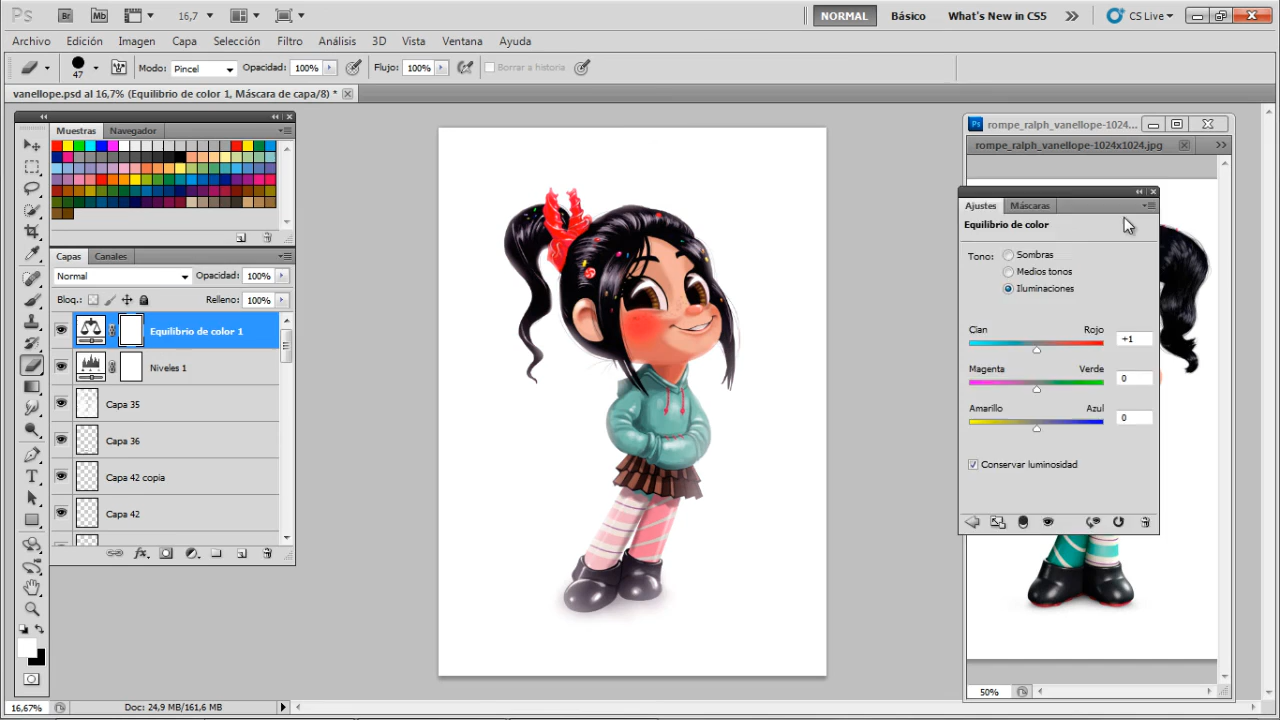 Ps Br Mb 16,7 NORMAL Básico What's New in CS5 CS Live
Archivo Edición Imagen Capa Selección Filtro Análisis 3D Vista Ventana Ayuda
47 Modo: Pincel Opacidad: 100% Flujo: 100% Borrar a historia
vanellope.psd al 16,7% (Equilibrio de color 1, Máscara de capa/8) *
Muestras Navegador
Capas Canales
Normal Opacidad: 100%
Bloq.: Relleno: 100%
Equilibrio de color 1
Niveles 1
Capa 35
Capa 36
Capa 42 copia
Capa 42
fx
16,67% Doc: 24,9 MB/161,6 MB
Ps rompe_ralph_vanellope-1024...
rompe_ralph_vanellope-1024x1024.jpg
Ajustes Máscaras
Equilibrio de color
Tono: Sombras
Medios tonos
Iluminaciones
Cian Rojo +1
Magenta Verde 0
Amarillo Azul 0
Conservar luminosidad
50%